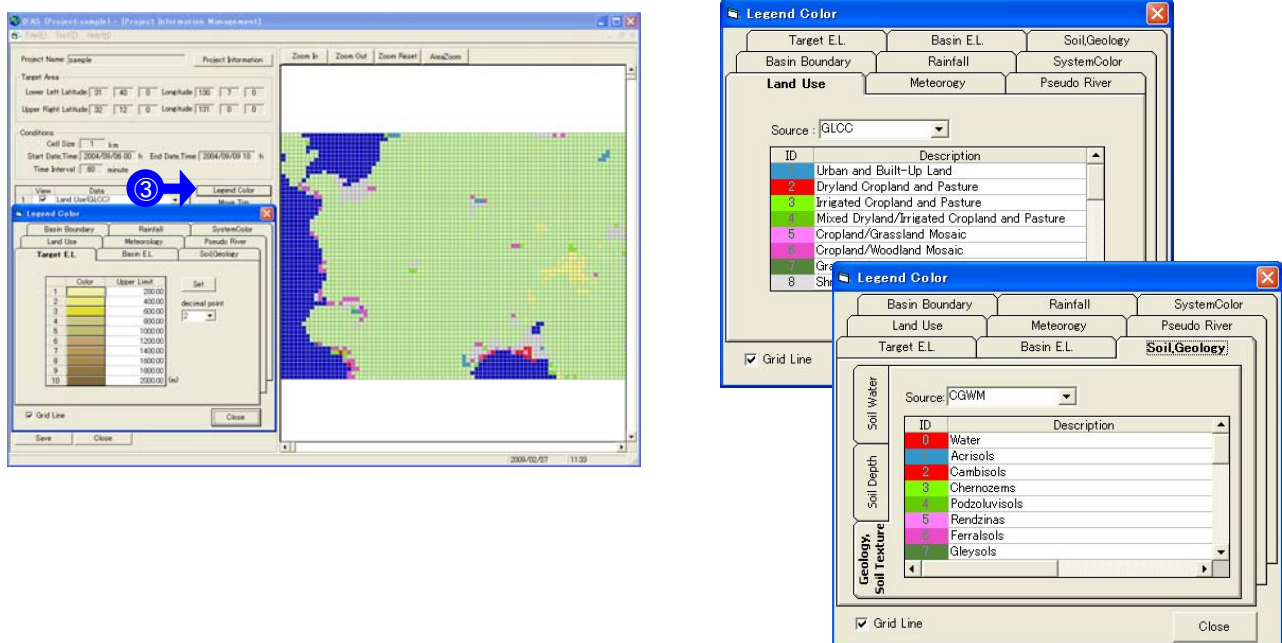 IFAS (Project:sample) - [Project Information Management]
File(F) Tool(T) Help(H)
Project Name sample Project Information
Target Area
Lower Left Latitude 31 40 0 Longitude 130 7 0
Upper Right Latitude 32 12 0 Longitude 131 0 0
Conditions
Cell Size 1 km
Start Date,Time 2004/09/06 00 h End Date,Time 2004/09/09 10 h
Time Interval 60 minute
View Data Legend Color
1 Land Use(GLCC) Move Top
③
Zoom In Zoom Out Zoom Reset AreaZoom
Legend Color
Basin Boundary Rainfall SystemColor
Land Use Meteorology Pseudo River
Target E.L. Basin E.L. Soil,Geology
Color Upper Limit Set
1 200.00
2 400.00 decimal point
3 600.00 2
4 800.00
5 1000.00
6 1200.00
7 1400.00
8 1600.00
9 1800.00
10 2000.00 (m)
Grid Line Close
Save Close
2009/02/07 11:33
Legend Color
Target E.L. Basin E.L. Soil,Geology
Basin Boundary Rainfall SystemColor
Land Use Meteorogy Pseudo River
Source : GLCC
ID Description
1 Urban and Built-Up Land
2 Dryland Cropland and Pasture
3 Irrigated Cropland and Pasture
4 Mixed Dryland/Irrigated Cropland and Pasture
5 Cropland/Grassland Mosaic
6 Cropland/Woodland Mosaic
7 Gra
8 Sh
Grid Line
Legend Color
Basin Boundary Rainfall SystemColor
Land Use Meteorogy Pseudo River
Target E.L. Basin E.L. Soil,Geology
Soil Water
Soil Depth
Geology, Soil Texture
Source: CGWM
ID Description
0 Water
Acrisols
2 Cambisols
3 Chernozems
4 Podzoluvisols
5 Rendzinas
6 Ferralsols
7 Gleysols
Grid Line Close